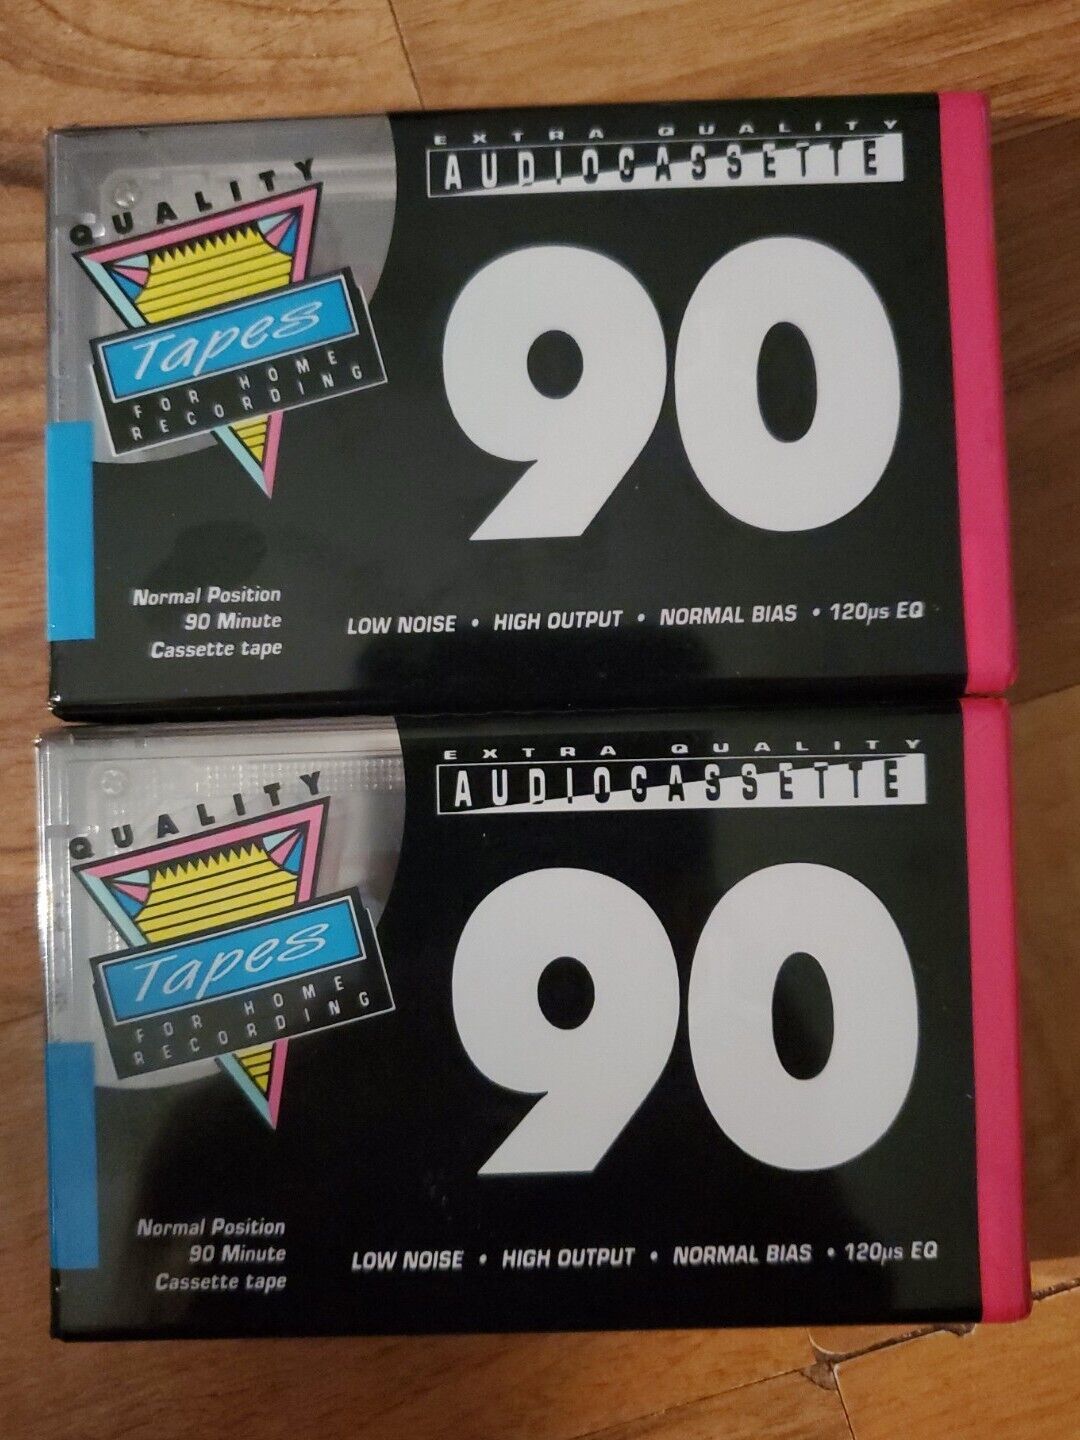 EXTRA QUALITY
AUDIOCASSETTE
QUALITY
Tapes
FOR HOME
RECORDING
90
Normal Position
90 Minute
Cassette tape
LOW NOISE • HIGH OUTPUT • NORMAL BIAS • 120µs EQ
EXTRA QUALITY
AUDIOCASSETTE
QUALITY
Tapes
FOR HOME
RECORDING
90
Normal Position
90 Minute
Cassette tape
LOW NOISE • HIGH OUTPUT • NORMAL BIAS • 120µs EQ